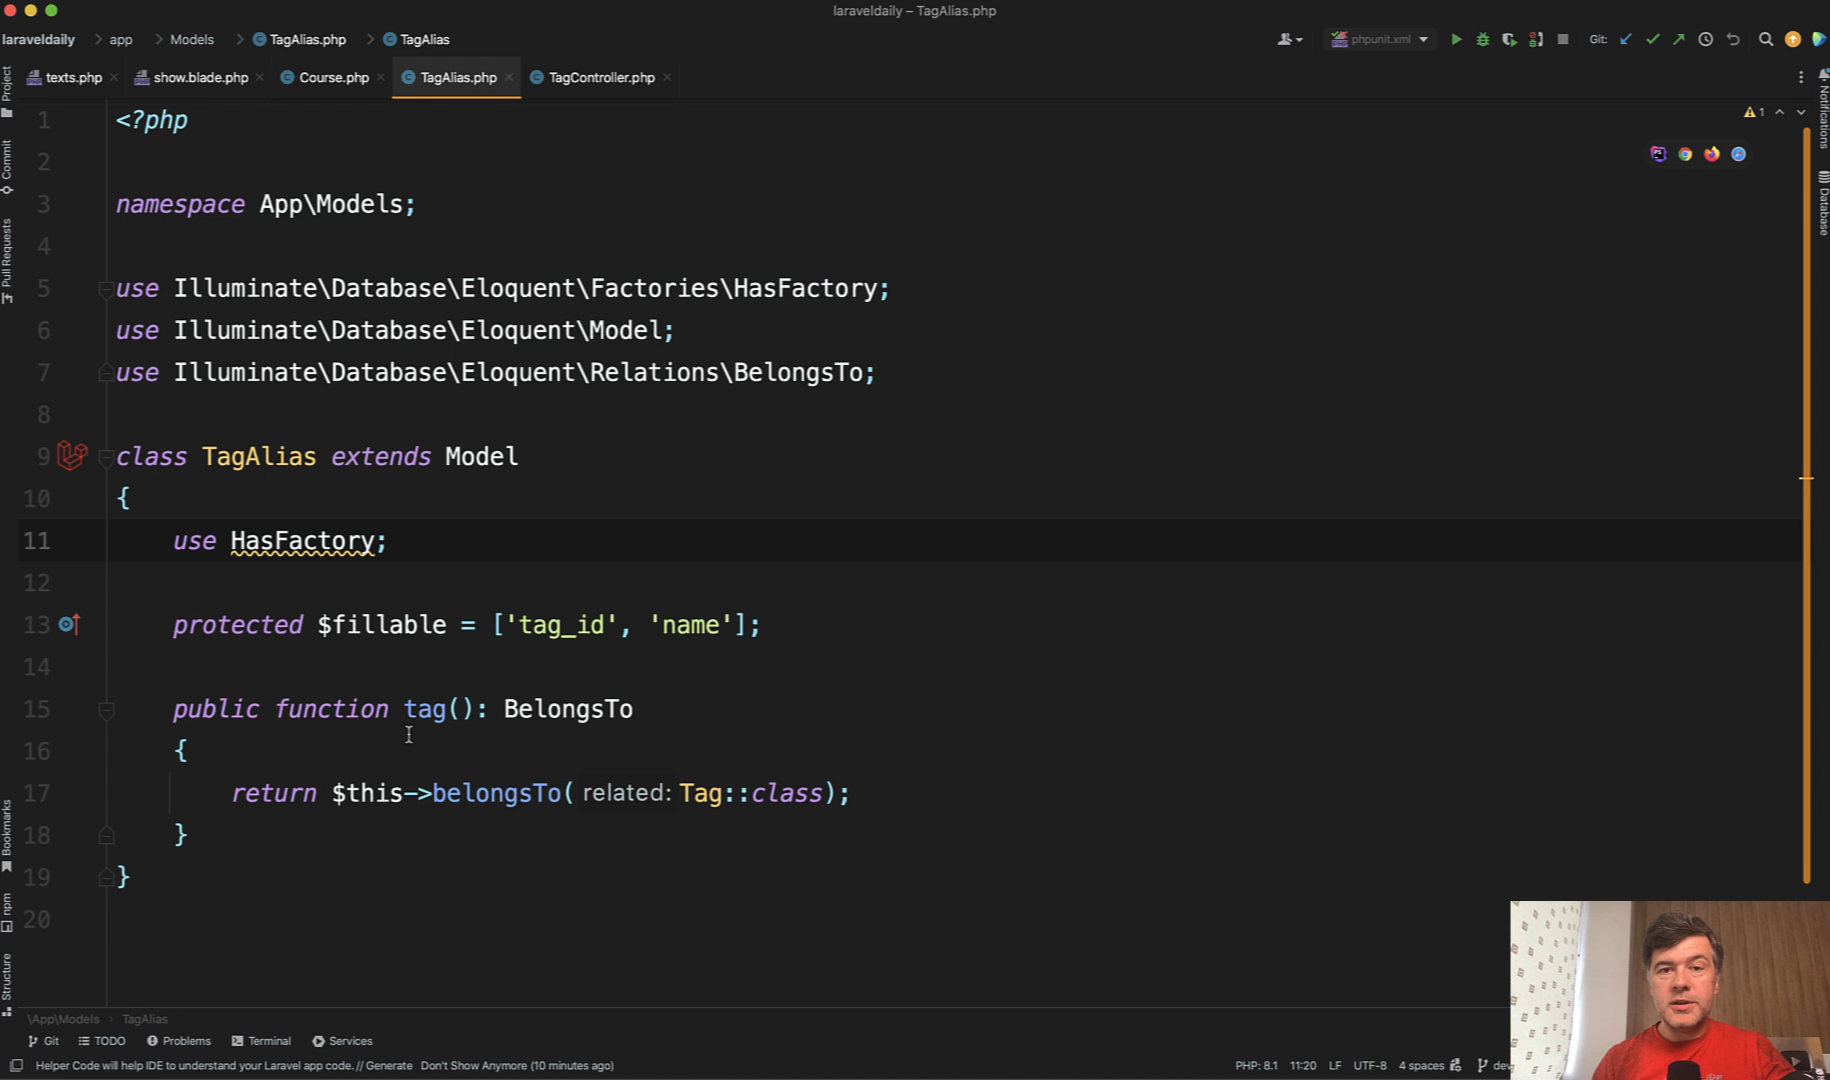 laraveldaily – TagAlias.php
laraveldaily
app
Models
TagAlias.php
TagAlias
phpunit.xml
Git:
texts.php
show.blade.php
Course.php
TagAlias.php
TagController.php
Project
Commit
Pull Requests
Bookmarks
npm
Structure
Notifications
Database
1
1 <?php
2
3 namespace App\Models;
4
5 use Illuminate\Database\Eloquent\Factories\HasFactory;
6 use Illuminate\Database\Eloquent\Model;
7 use Illuminate\Database\Eloquent\Relations\BelongsTo;
8
9 class TagAlias extends Model
10 {
11 use HasFactory;
12
13 protected $fillable = ['tag_id', 'name'];
14
15 public function tag(): BelongsTo
16 {
17 return $this->belongsTo( related: Tag::class);
18 }
19 }
20
\App\Models
TagAlias
Git
TODO
Problems
Terminal
Services
Helper Code will help IDE to understand your Laravel app code. // Generate Don't Show Anymore (10 minutes ago)
PHP: 8.1
11:20
LF
UTF-8
4 spaces